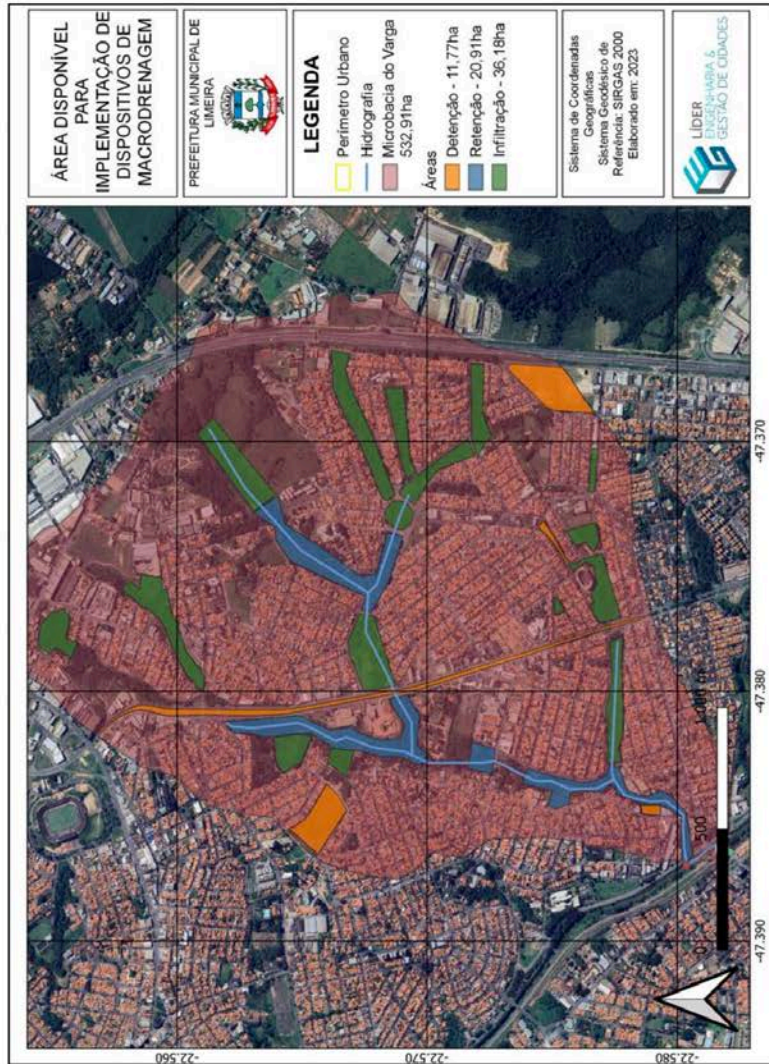 ÁREA DISPONÍVEL
PARA
IMPLEMENTAÇÃO DE
DISPOSITIVOS DE
MACRODRENAGEM
PREFEITURA MUNICIPAL DE
LIMEIRA
LEGENDA
Perímetro Urbano
Hidrografia
Microbacia do Varga
532,91ha
Áreas
Detenção - 11,77ha
Retenção - 20,91ha
Infiltração - 36,18ha
Sistema de Coordenadas
Geográficas
Sistema Geodésico de
Referência: SIRGAS 2000
Elaborado em: 2023
LÍDER
ENGENHARIA &
GESTÃO DE CIDADES
-22.560
-22.570
-22.580
-47.390
-47.380
-47.370
0
500
1.000 m